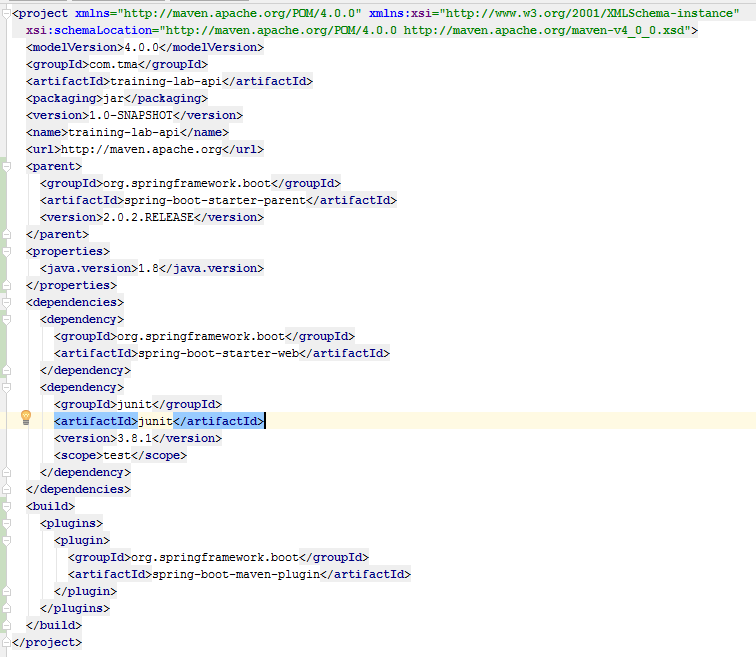 <project xmlns="http://maven.apache.org/POM/4.0.0" xmlns:xsi="http://www.w3.org/2001/XMLSchema-instance"
  xsi:schemaLocation="http://maven.apache.org/POM/4.0.0 http://maven.apache.org/maven-v4_0_0.xsd">
  <modelVersion>4.0.0</modelVersion>
  <groupId>com.tma</groupId>
  <artifactId>training-lab-api</artifactId>
  <packaging>jar</packaging>
  <version>1.0-SNAPSHOT</version>
  <name>training-lab-api</name>
  <url>http://maven.apache.org</url>
  <parent>
    <groupId>org.springframework.boot</groupId>
    <artifactId>spring-boot-starter-parent</artifactId>
    <version>2.0.2.RELEASE</version>
  </parent>
  <properties>
    <java.version>1.8</java.version>
  </properties>
  <dependencies>
    <dependency>
      <groupId>org.springframework.boot</groupId>
      <artifactId>spring-boot-starter-web</artifactId>
    </dependency>
    <dependency>
      <groupId>junit</groupId>
      <artifactId>junit</artifactId>
      <version>3.8.1</version>
      <scope>test</scope>
    </dependency>
  </dependencies>
  <build>
    <plugins>
      <plugin>
        <groupId>org.springframework.boot</groupId>
        <artifactId>spring-boot-maven-plugin</artifactId>
      </plugin>
    </plugins>
  </build>
</project>